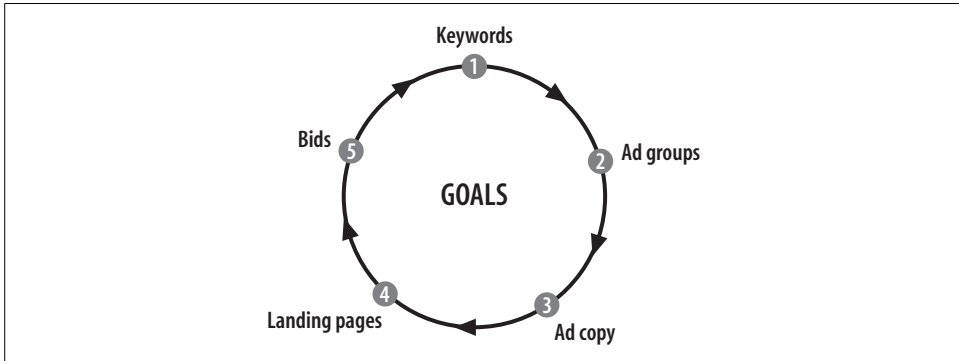 Keywords
1
Bids
5
2
Ad groups
GOALS
4
Landing pages
3
Ad copy